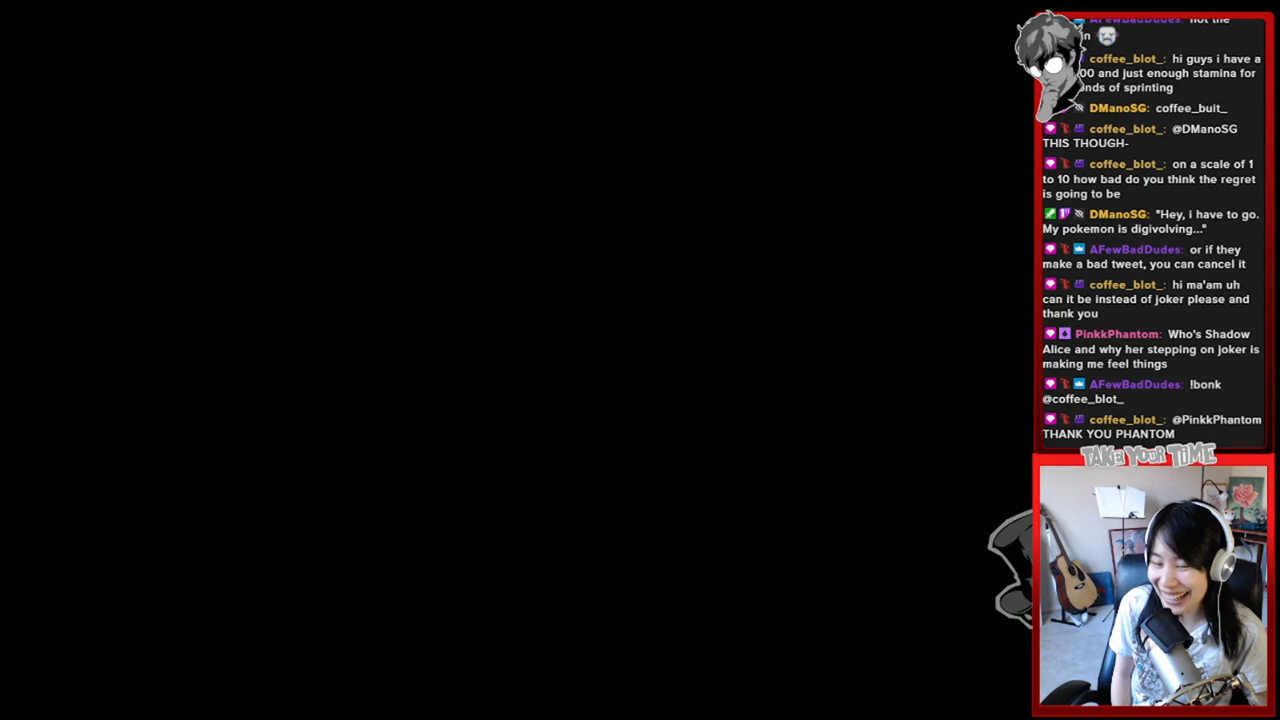 AFewBadDudes: not the
coffee_blot_: hi guys i have a
00 and just enough stamina for
onds of sprinting
DManoSG: coffee_buit_
coffee_blot_: @DManoSG
THIS THOUGH-
coffee_blot_: on a scale of 1
to 10 how bad do you think the regret
is going to be
DManoSG: "Hey, i have to go.
My pokemon is digivolving..."
AFewBadDudes: or if they
make a bad tweet, you can cancel it
coffee_blot_: hi ma'am uh
can it be instead of joker please and
thank you
PinkkPhantom: Who's Shadow
Alice and why her stepping on joker is
making me feel things
AFewBadDudes: !bonk
@coffee_blot_
coffee_blot_: @PinkkPhantom
THANK YOU PHANTOM
TAKE YOUR TIME